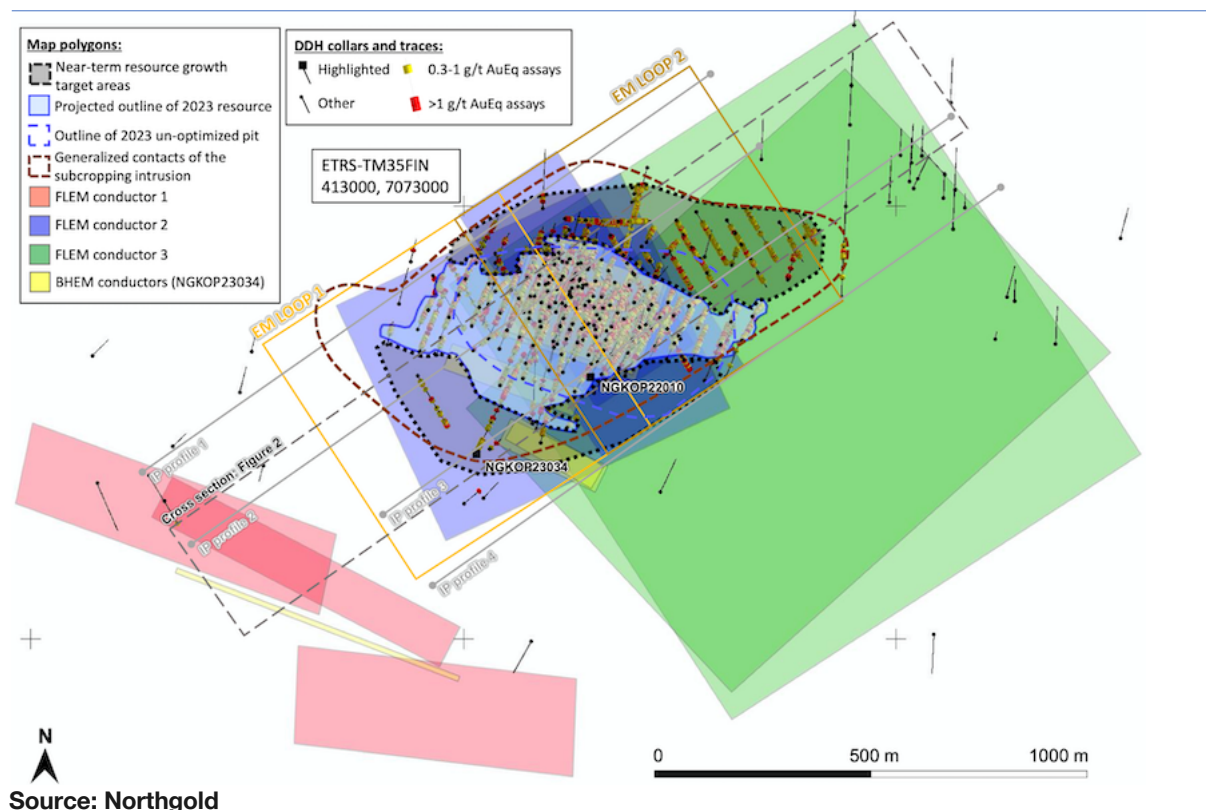 Map polygons:
Near-term resource growth
target areas
Projected outline of 2023 resource
Outline of 2023 un-optimized pit
Generalized contacts of the
subcropping intrusion
FLEM conductor 1
FLEM conductor 2
FLEM conductor 3
BHEM conductors (NGKOP23034)
DDH collars and traces:
Highlighted
0.3-1 g/t AuEq assays
Other
>1 g/t AuEq assays
ETRS-TM35FIN
413000, 7073000
EM LOOP 2
EM LOOP 1
NGKOP22010
NGKOP23034
IP profile 1
Cross section: Figure 2
IP profile 3
IP profile 2
IP profile 4
N
0
500 m
1000 m
Source: Northgold